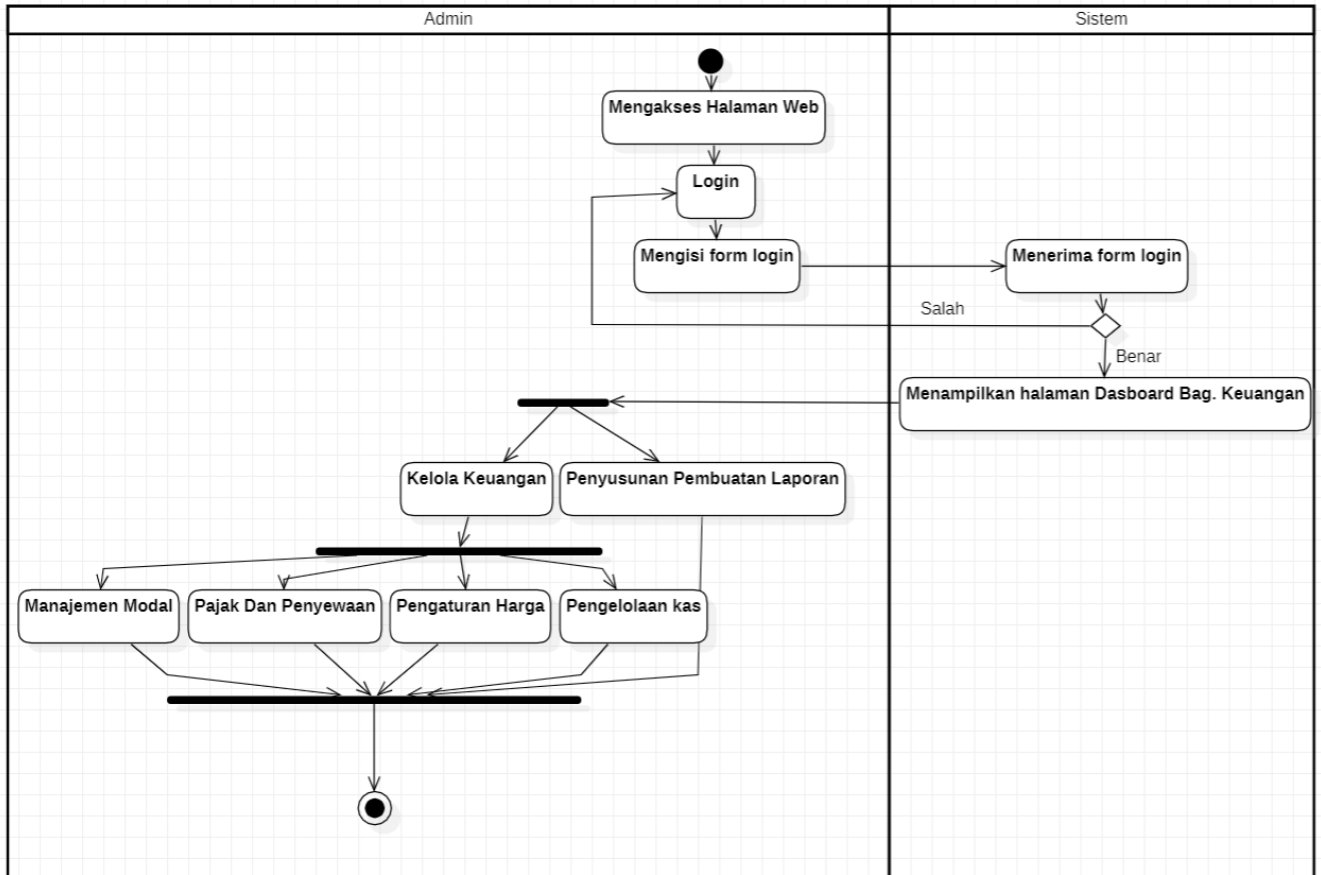 Admin
Sistem
Mengakses Halaman Web
Login
Mengisi form login
Menerima form login
Salah
Benar
Menampilkan halaman Dasboard Bag. Keuangan
Kelola Keuangan
Penyusunan Pembuatan Laporan
Manajemen Modal
Pajak Dan Penyewaan
Pengaturan Harga
Pengelolaan kas